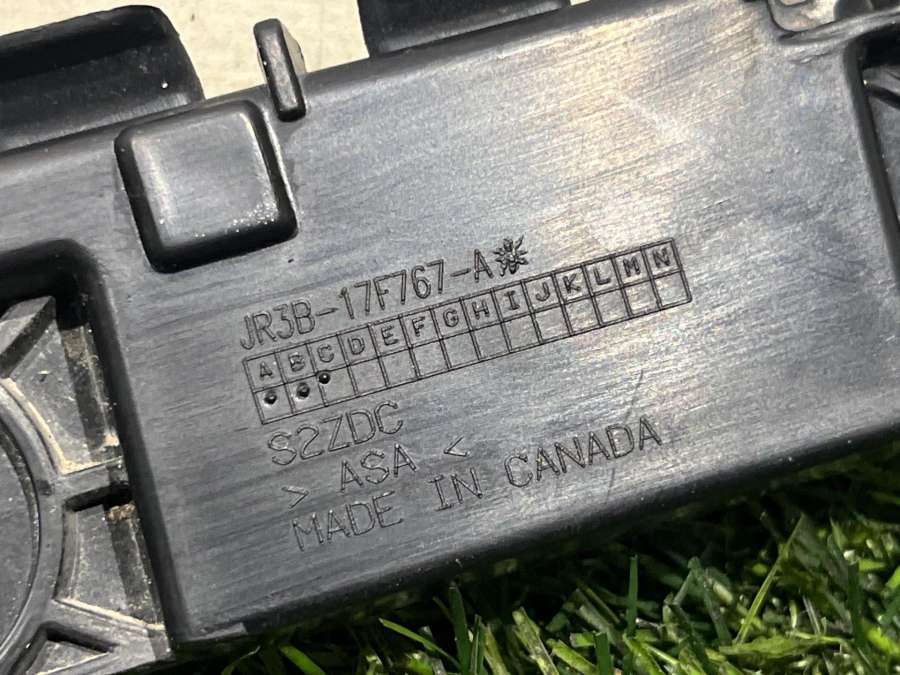 JR3B-17F767-A✳
A B C D E F G H I J K L M N
S2ZDC
> ASA <
MADE IN CANADA